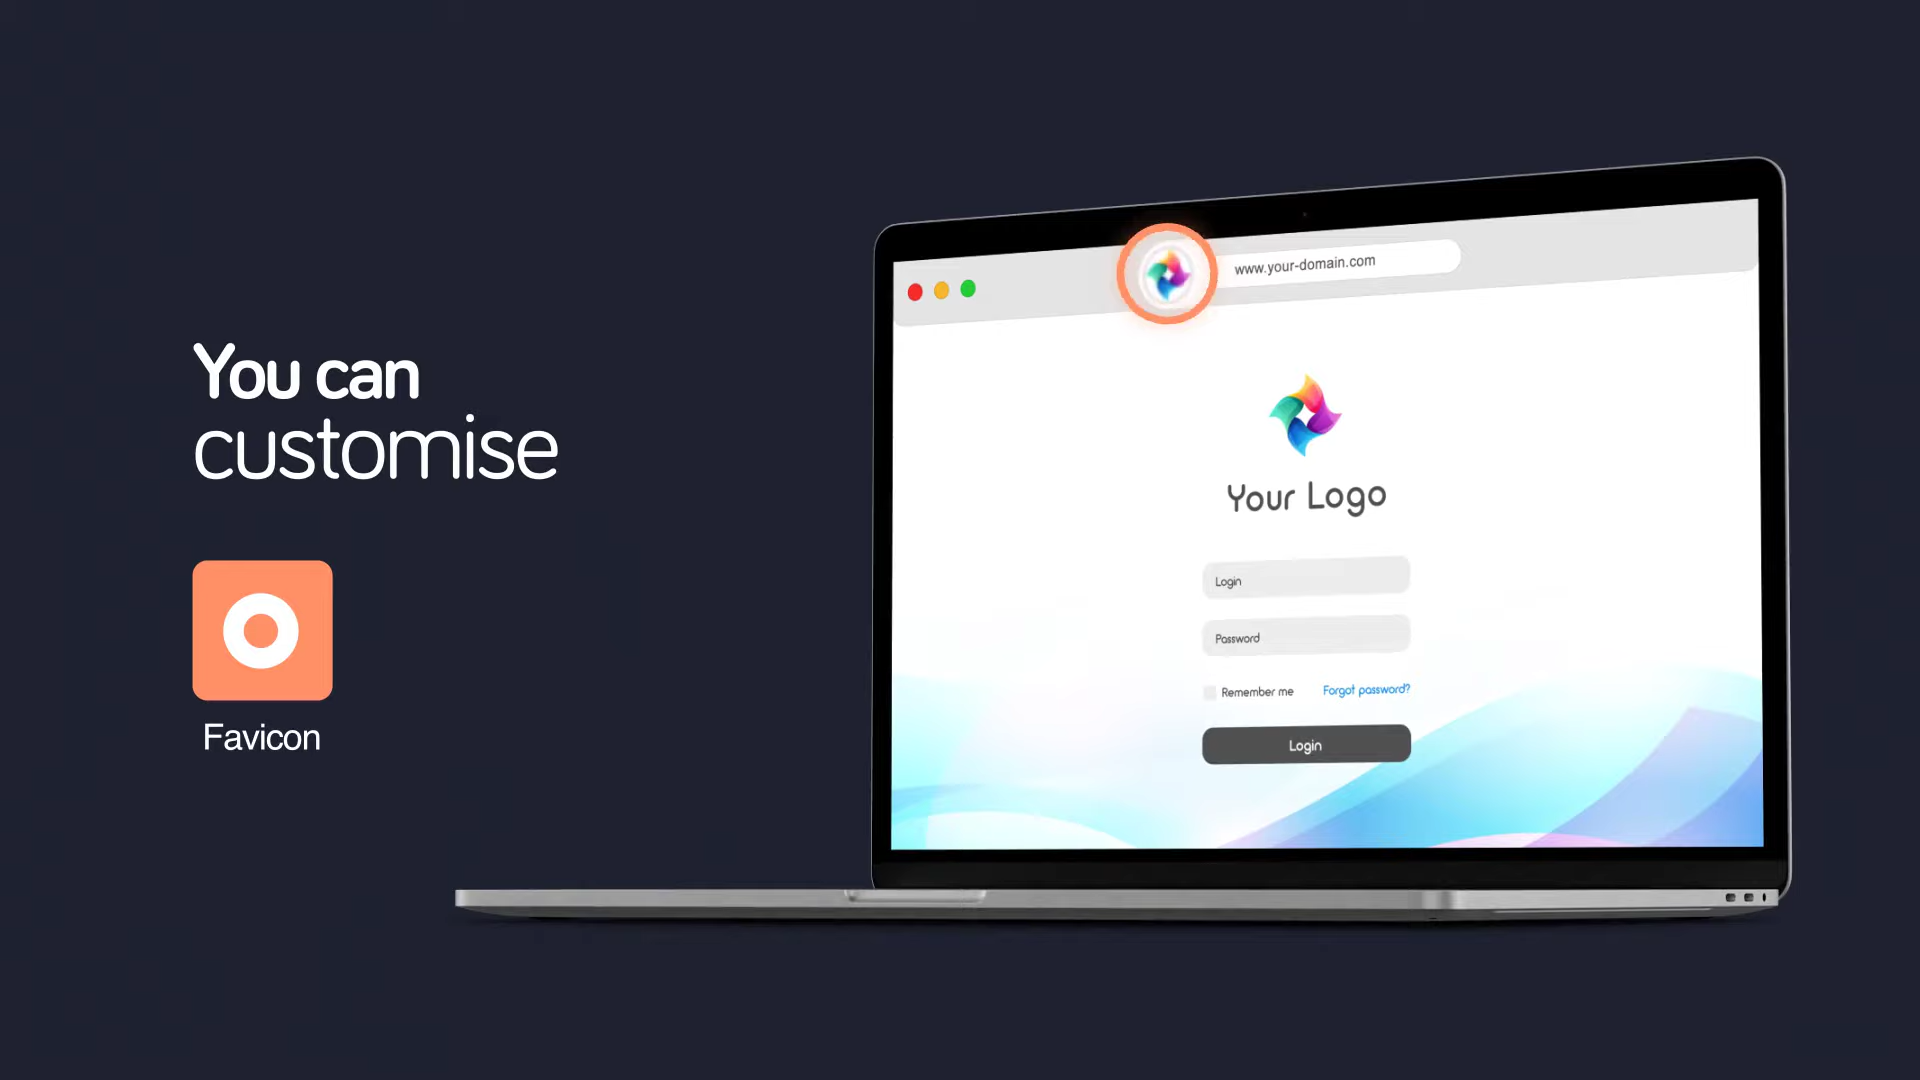 You can
customise
Favicon
www.your-domain.com
Your Logo
Login
Password
Remember me Forgot password?
Login